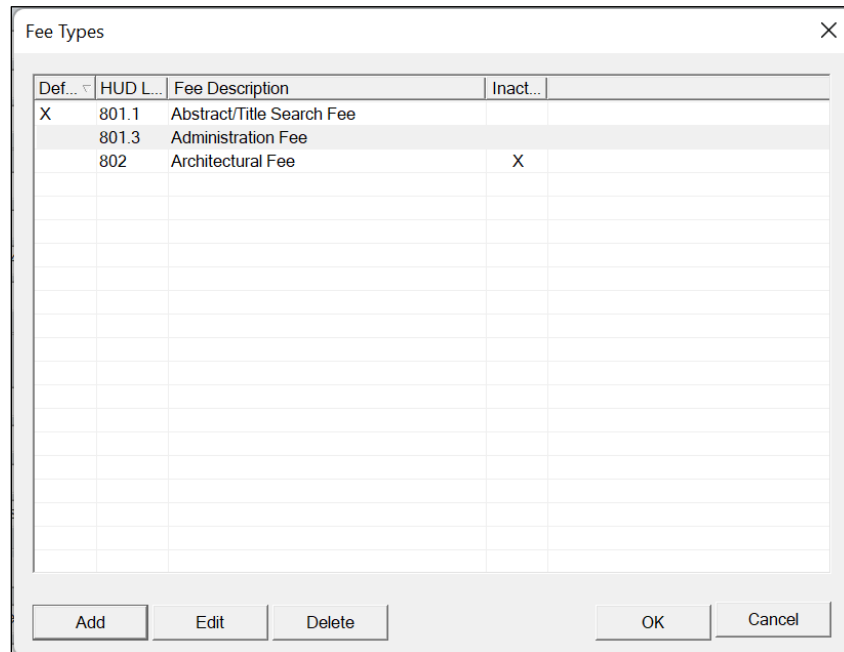 Fee Types
Def... HUD L... Fee Description Inact...
X 801.1 Abstract/Title Search Fee
801.3 Administration Fee
802 Architectural Fee X
Add Edit Delete OK Cancel